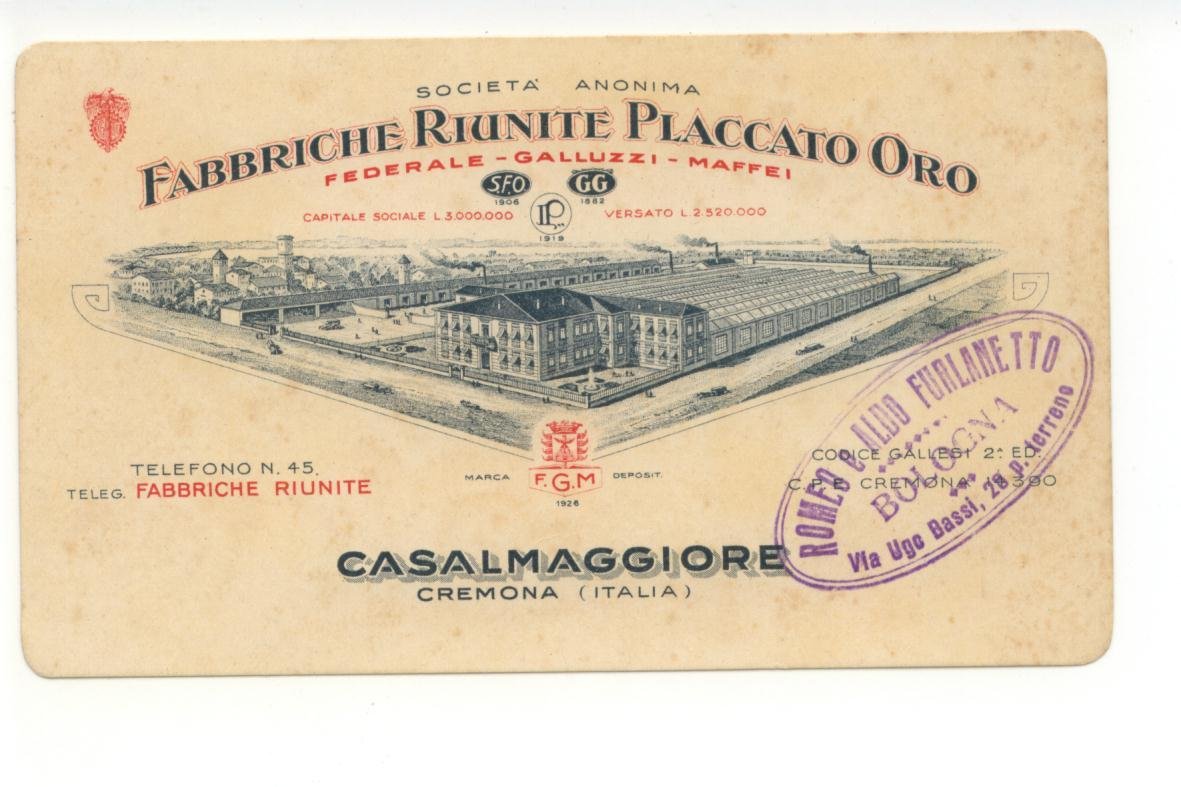 SOCIETÀ ANONIMA
FABBRICHE RIUNITE PLACCATO ORO
FEDERALE - GALLUZZI - MAFFEI
S.F.O. GG
1906 1882
CAPITALE SOCIALE L.3.000.000 VERSATO L.2.520.000
1919
TELEFONO N. 45.
TELEG. FABBRICHE RIUNITE
MARCA F.G.M DEPOSIT.
1926
CODICE GALLESI 2ª ED.
C.P.E. CREMONA
CASALMAGGIORE
CREMONA (ITALIA)
ROMEO e ALDO FURLANETTO
BOLOGNA
Via Ugo Bassi, 29 p. terreno